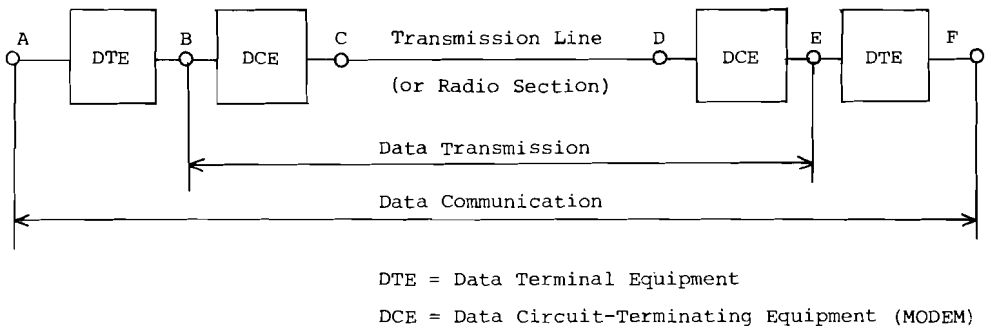 A B C Transmission Line D E F
DTE DCE DCE DTE
(or Radio Section)
Data Transmission
Data Communication
DTE = Data Terminal Equipment
DCE = Data Circuit-Terminating Equipment (MODEM)